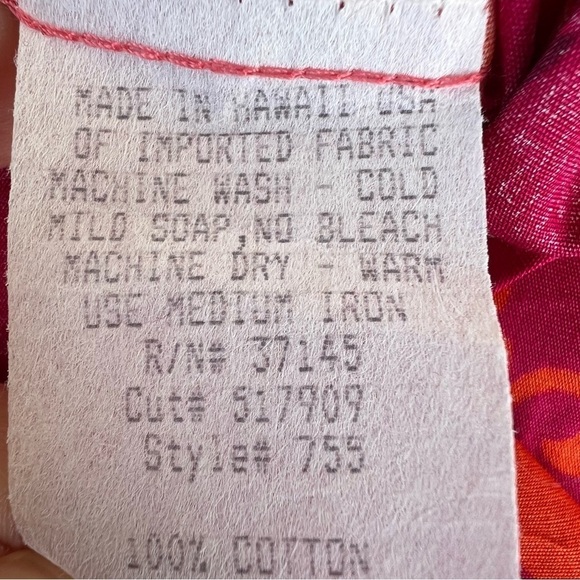 MADE IN HAWAII USA
OF IMPORTED FABRIC
MACHINE WASH - COLD
MILD SOAP,NO BLEACH
MACHINE DRY - WARM
USE MEDIUM IRON
R/N# 37145
Cut# 517909
Style# 755
100% COTTON